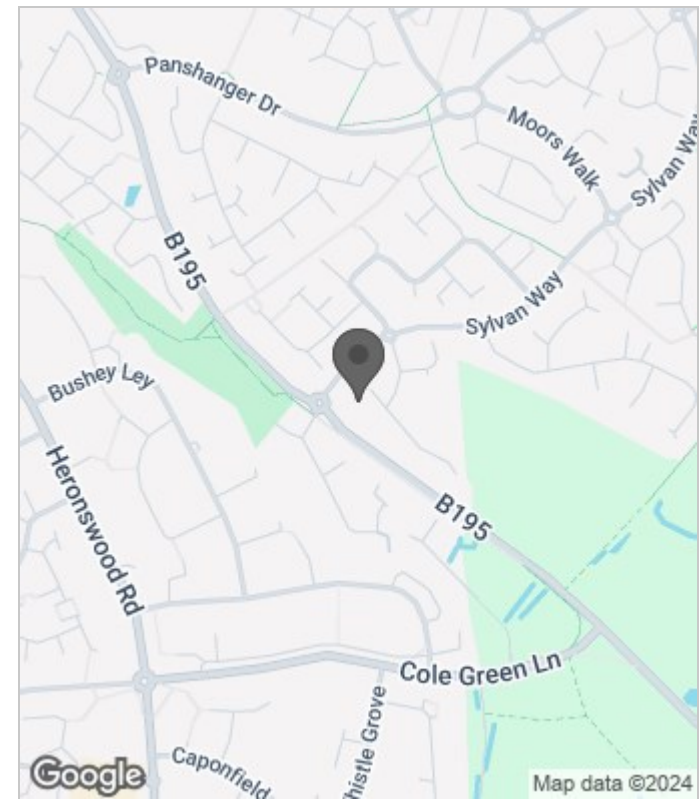 Panshanger Dr
Moors Walk
Sylvan Way
B195
Sylvan Way
Bushey Ley
B195
Heronswood Rd
Cole Green Ln
Thistle Grove
Caponfield
Google
Map data ©2024